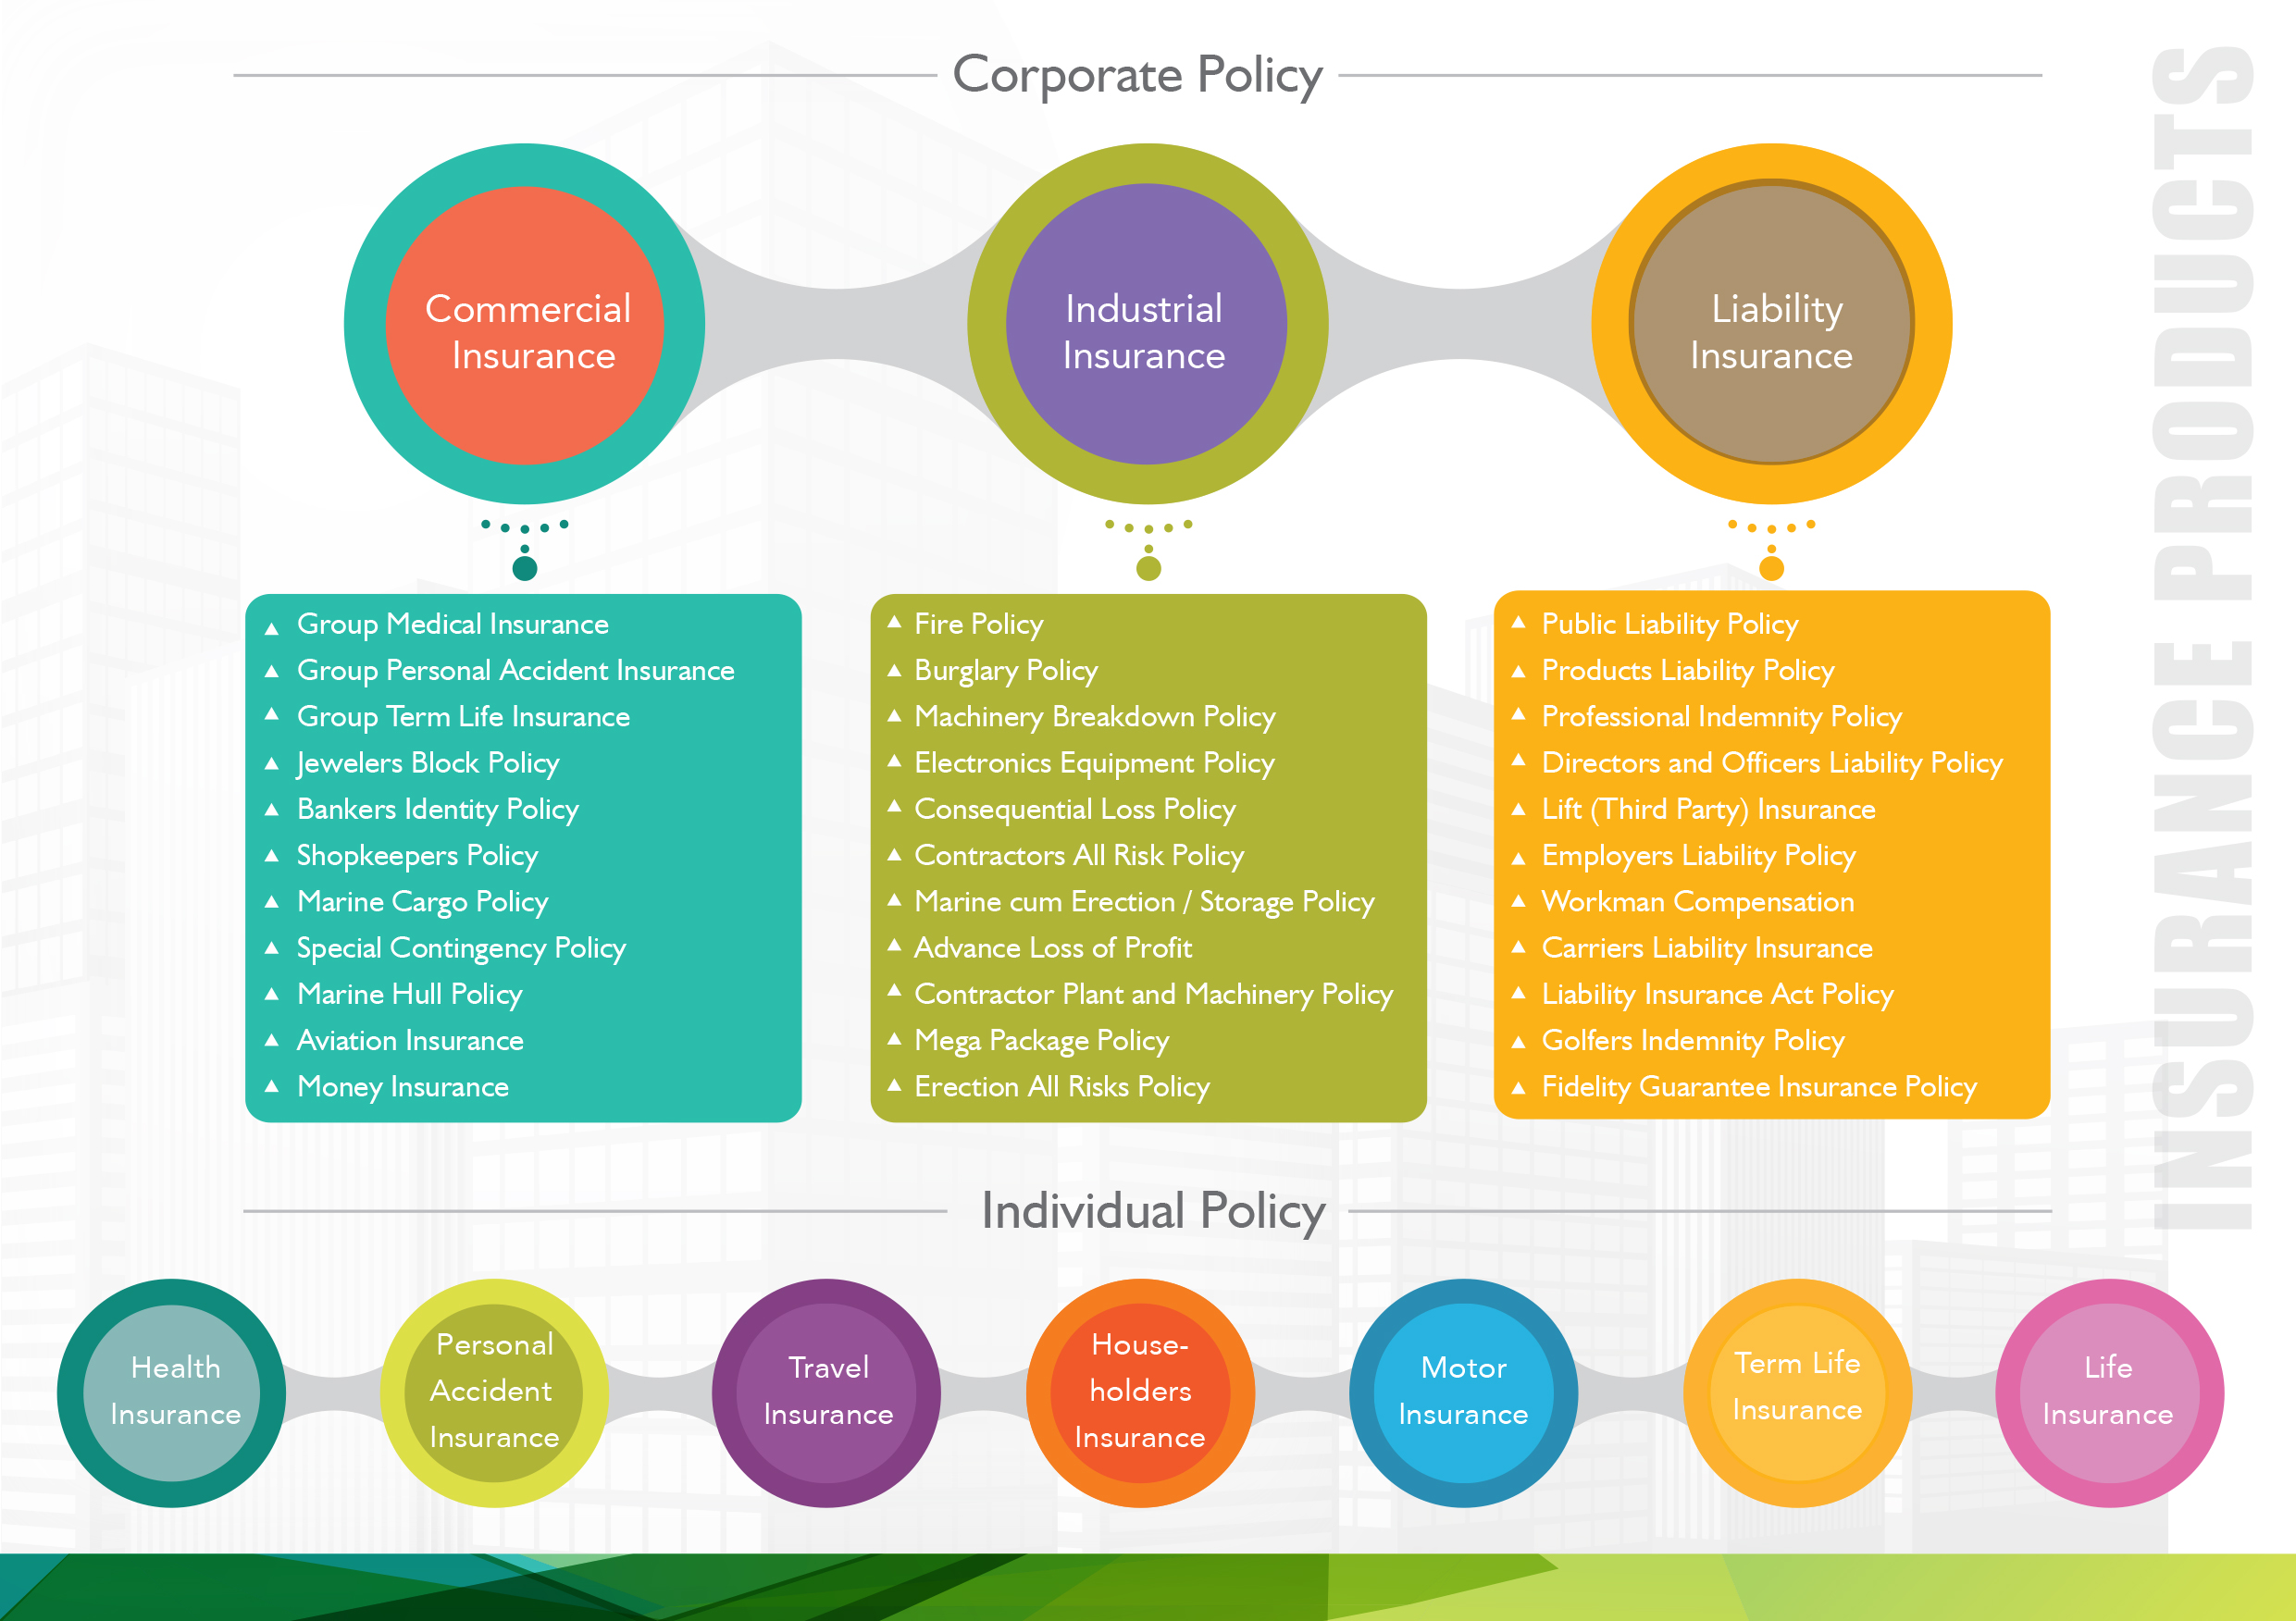 Corporate Policy
Commercial
Insurance
Industrial
Insurance
Liability
Insurance
Group Medical Insurance
Group Personal Accident Insurance
Group Term Life Insurance
Jewelers Block Policy
Bankers Identity Policy
Shopkeepers Policy
Marine Cargo Policy
Special Contingency Policy
Marine Hull Policy
Aviation Insurance
Money Insurance
Fire Policy
Burglary Policy
Machinery Breakdown Policy
Electronics Equipment Policy
Consequential Loss Policy
Contractors All Risk Policy
Marine cum Erection / Storage Policy
Advance Loss of Profit
Contractor Plant and Machinery Policy
Mega Package Policy
Erection All Risks Policy
Public Liability Policy
Products Liability Policy
Professional Indemnity Policy
Directors and Officers Liability Policy
Lift (Third Party) Insurance
Employers Liability Policy
Workman Compensation
Carriers Liability Insurance
Liability Insurance Act Policy
Golfers Indemnity Policy
Fidelity Guarantee Insurance Policy
INSURANCE PRODUCTS
Individual Policy
Health
Insurance
Personal
Accident
Insurance
Travel
Insurance
House-
holders
Insurance
Motor
Insurance
Term Life
Insurance
Life
Insurance